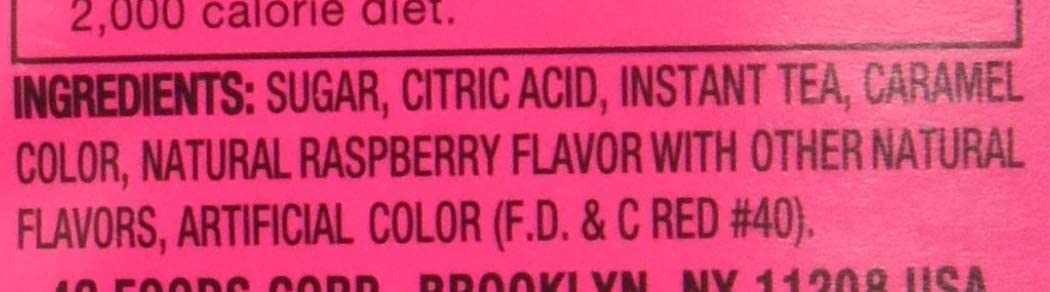 2,000 calorie diet.
INGREDIENTS: SUGAR, CITRIC ACID, INSTANT TEA, CARAMEL
COLOR, NATURAL RASPBERRY FLAVOR WITH OTHER NATURAL
FLAVORS, ARTIFICIAL COLOR (F.D. & C RED #40).
FOODS CORP. BROOKLYN, NY 11208 USA